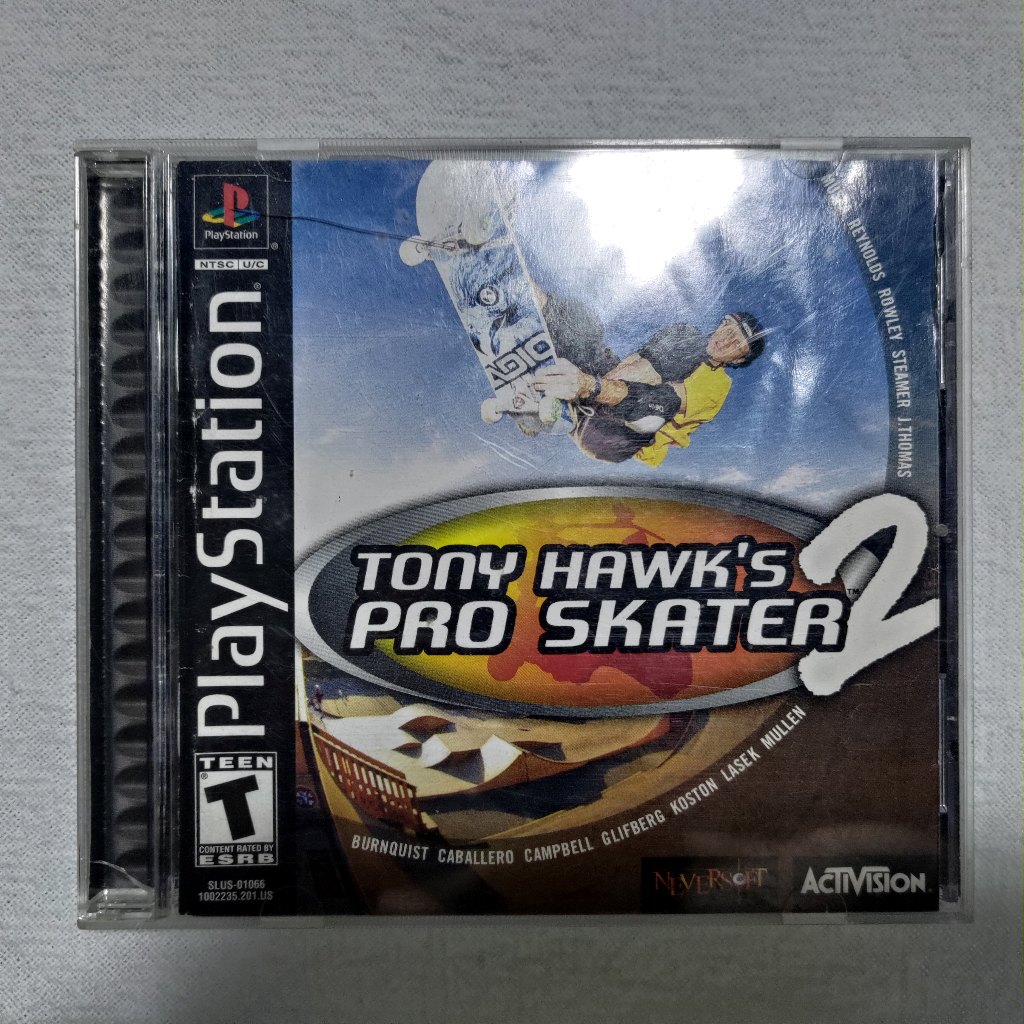 PlayStation
®
NTSC U/C
PlayStation®
TEEN
®
T
CONTENT RATED BY
ESRB
SLUS-01066
1002235.201.US
REYNOLDS ROWLEY STEAMER J.THOMAS
TONY HAWK'S
PRO SKATER 2
TM
BURNQUIST CABALLERO CAMPBELL GLIFBERG KOSTON LASEK MULLEN
NEVERSOFT
ACTIVISION.